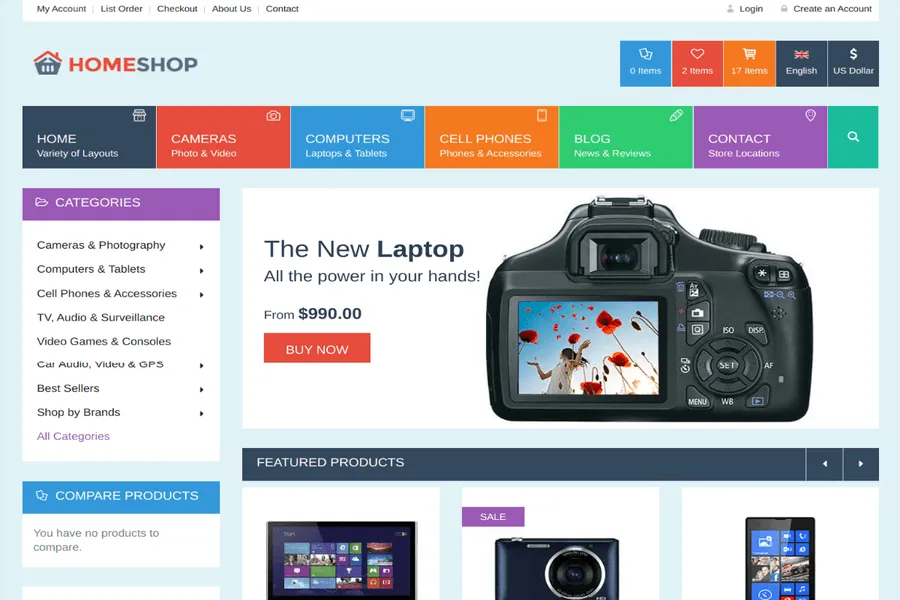 My Account | List Order | Checkout | About Us | Contact
Login Create an Account
HOMESHOP
0 Items 2 Items 17 Items English US Dollar
HOME
Variety of Layouts
CAMERAS
Photo & Video
COMPUTERS
Laptops & Tablets
CELL PHONES
Phones & Accessories
BLOG
News & Reviews
CONTACT
Store Locations
CATEGORIES
Cameras & Photography
Computers & Tablets
Cell Phones & Accessories
TV, Audio & Surveillance
Video Games & Consoles
Car Audio, Video & GPS
Best Sellers
Shop by Brands
All Categories
The New Laptop
All the power in your hands!
From $990.00
BUY NOW
Av
ISO DISP.
SET AF
MENU WB
FEATURED PRODUCTS
COMPARE PRODUCTS
You have no products to
compare.
Start
SALE